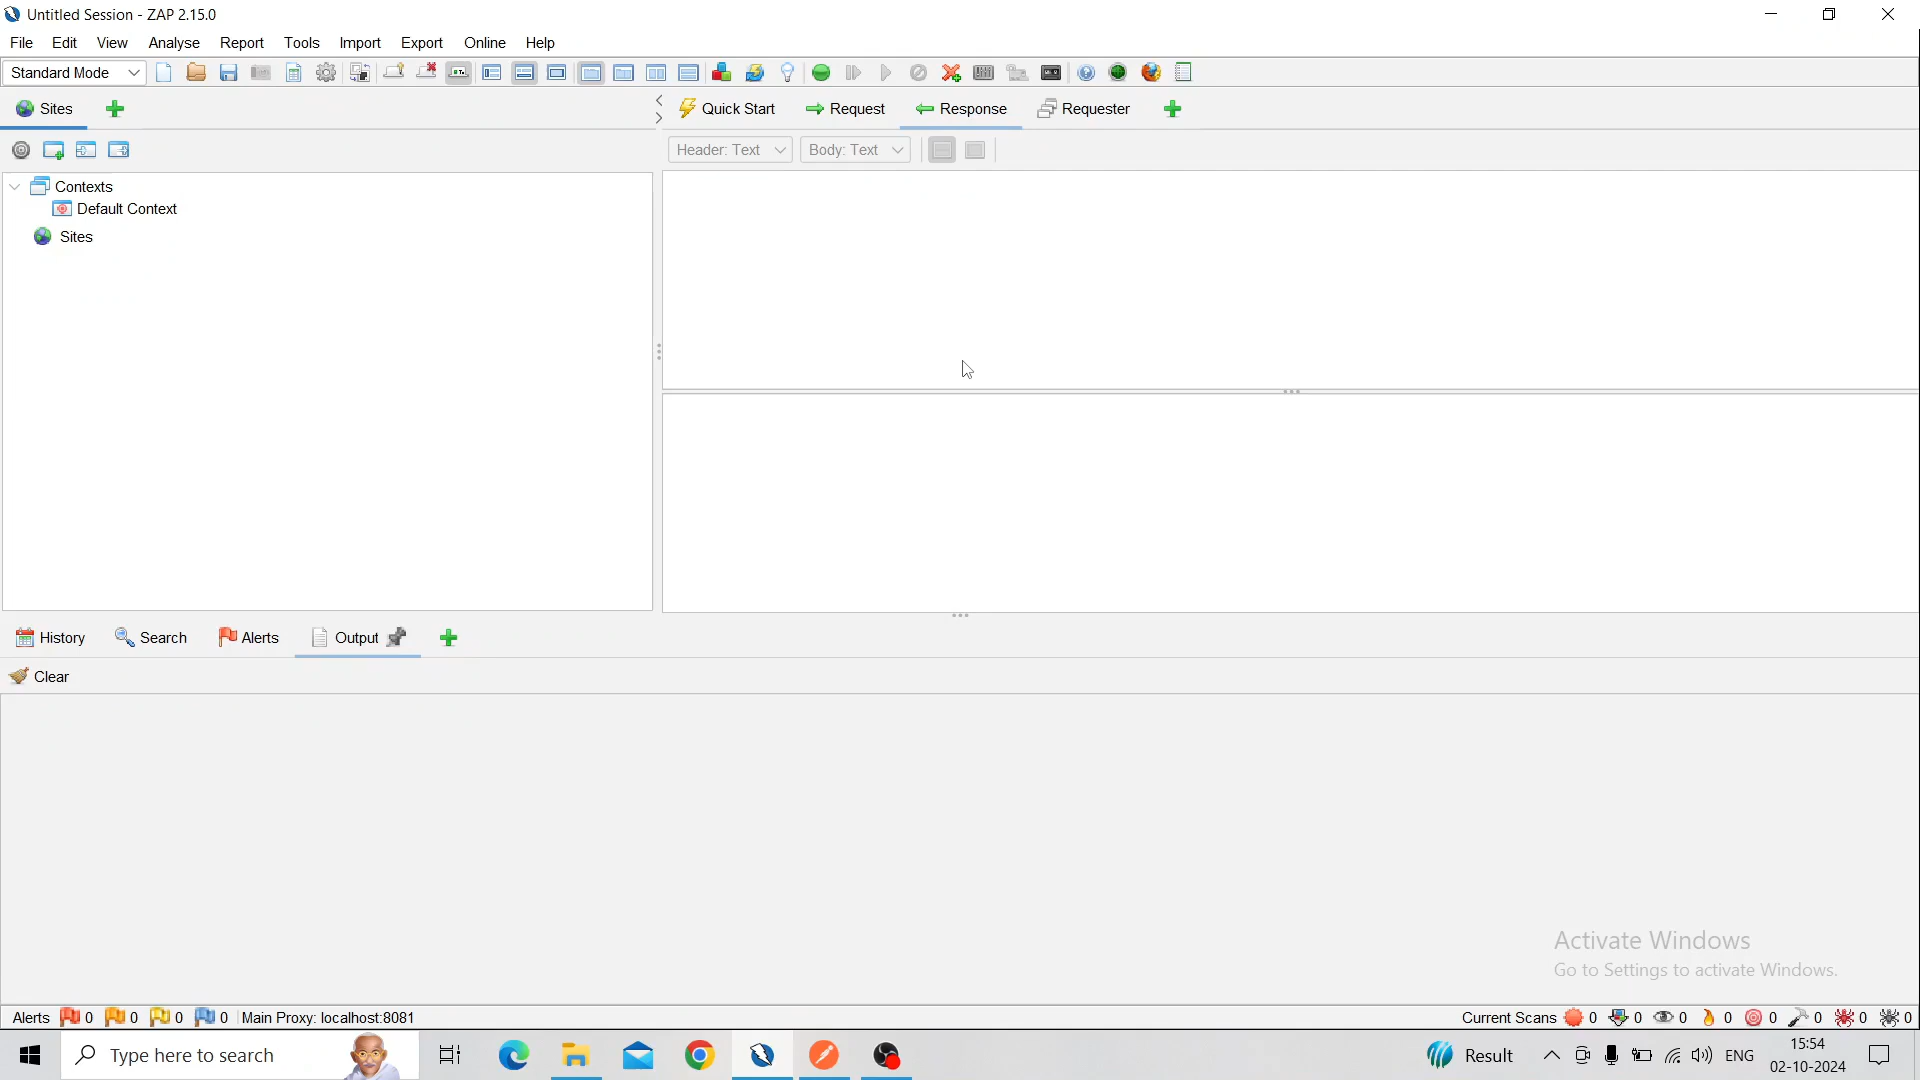 Untitled Session - ZAP 2.15.0
File Edit View Analyse Report Tools Import Export Online Help
Standard Mode
Sites
Quick Start Request Response Requester
Header: Text Body: Text
Contexts
Default Context
Sites
History Search Alerts Output
Clear
Activate Windows
Go to Settings to activate Windows.
Alerts 0 0 0 0 Main Proxy: localhost:8081 Current Scans 0 0 0 0 0 0 0 0
Type here to search Result ENG 15:54
02-10-2024